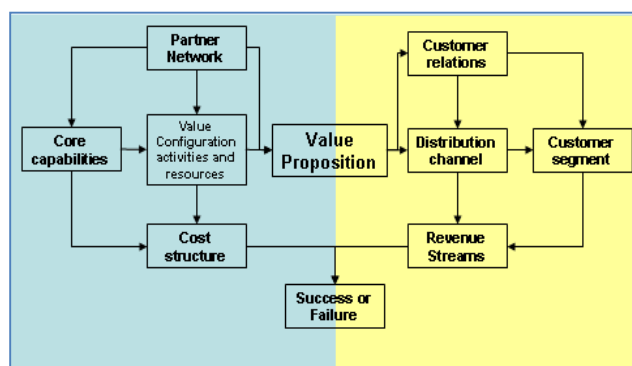 Partner
Network
Customer
relations
Core
capabilities
Value
Configuration
activities and
resources
Value
Proposition
Distribution
channel
Customer
segment
Cost
structure
Revenue
Streams
Success or
Failure